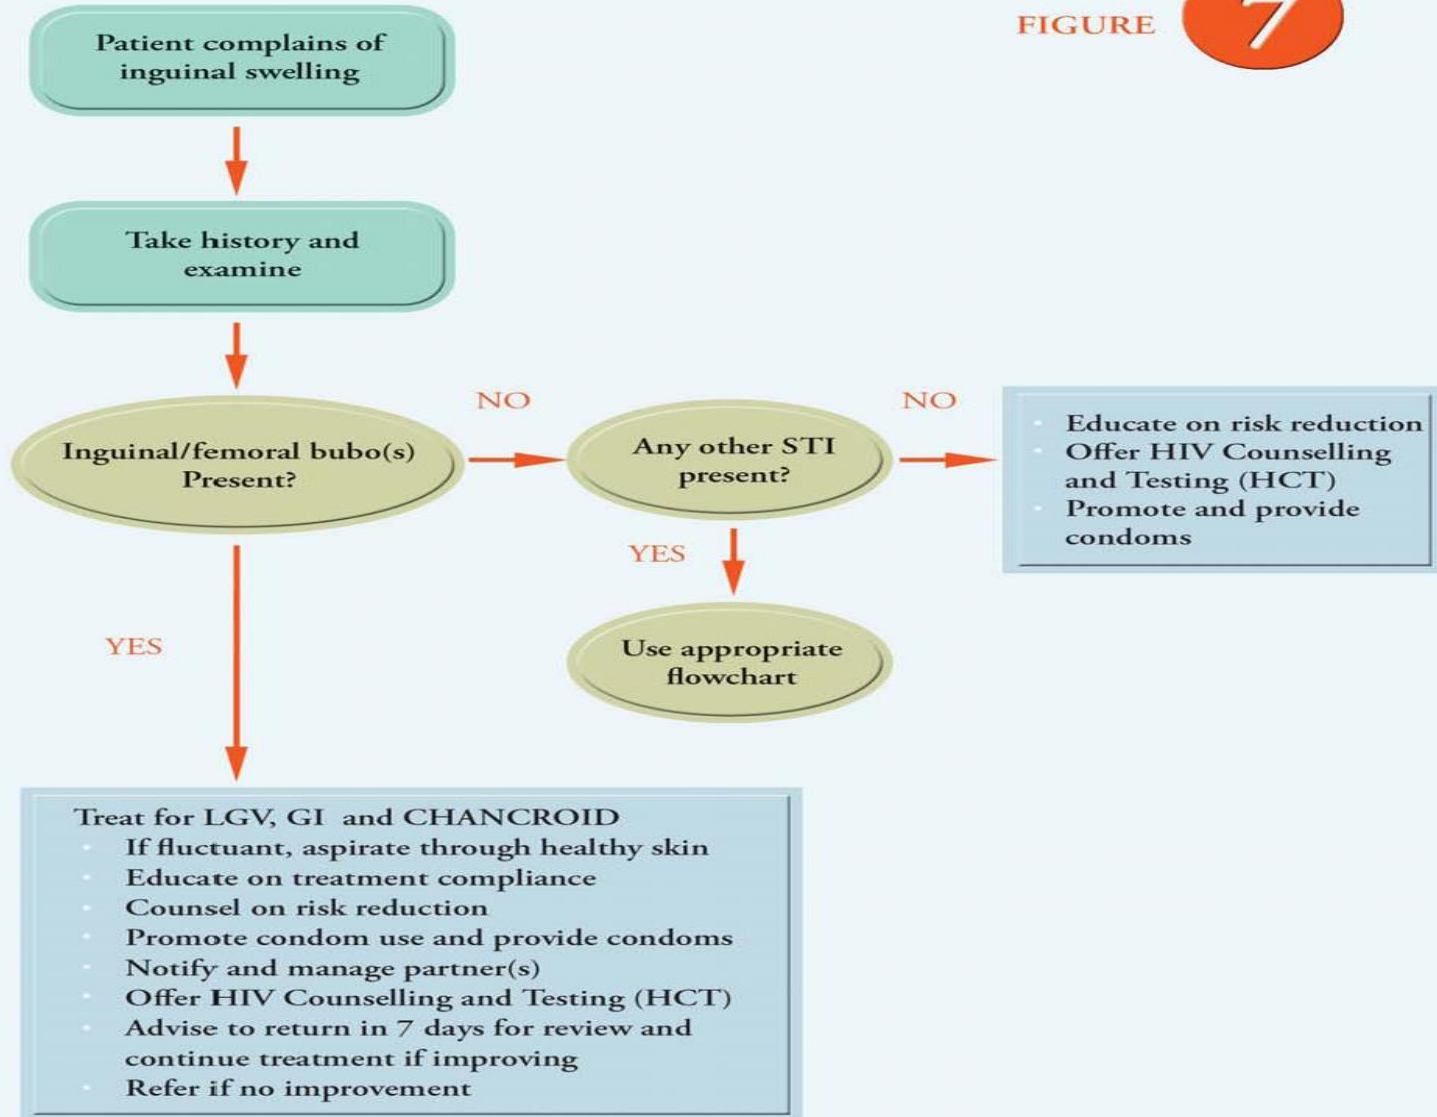 FIGURE 7
Patient complains of
inguinal swelling
Take history and
examine
Inguinal/femoral bubo(s)
Present?
NO
Any other STI
present?
NO
· Educate on risk reduction
· Offer HIV Counselling
and Testing (HCT)
· Promote and provide
condoms
YES
Use appropriate
flowchart
YES
Treat for LGV, GI and CHANCROID
· If fluctuant, aspirate through healthy skin
· Educate on treatment compliance
· Counsel on risk reduction
· Promote condom use and provide condoms
· Notify and manage partner(s)
· Offer HIV Counselling and Testing (HCT)
· Advise to return in 7 days for review and
continue treatment if improving
· Refer if no improvement